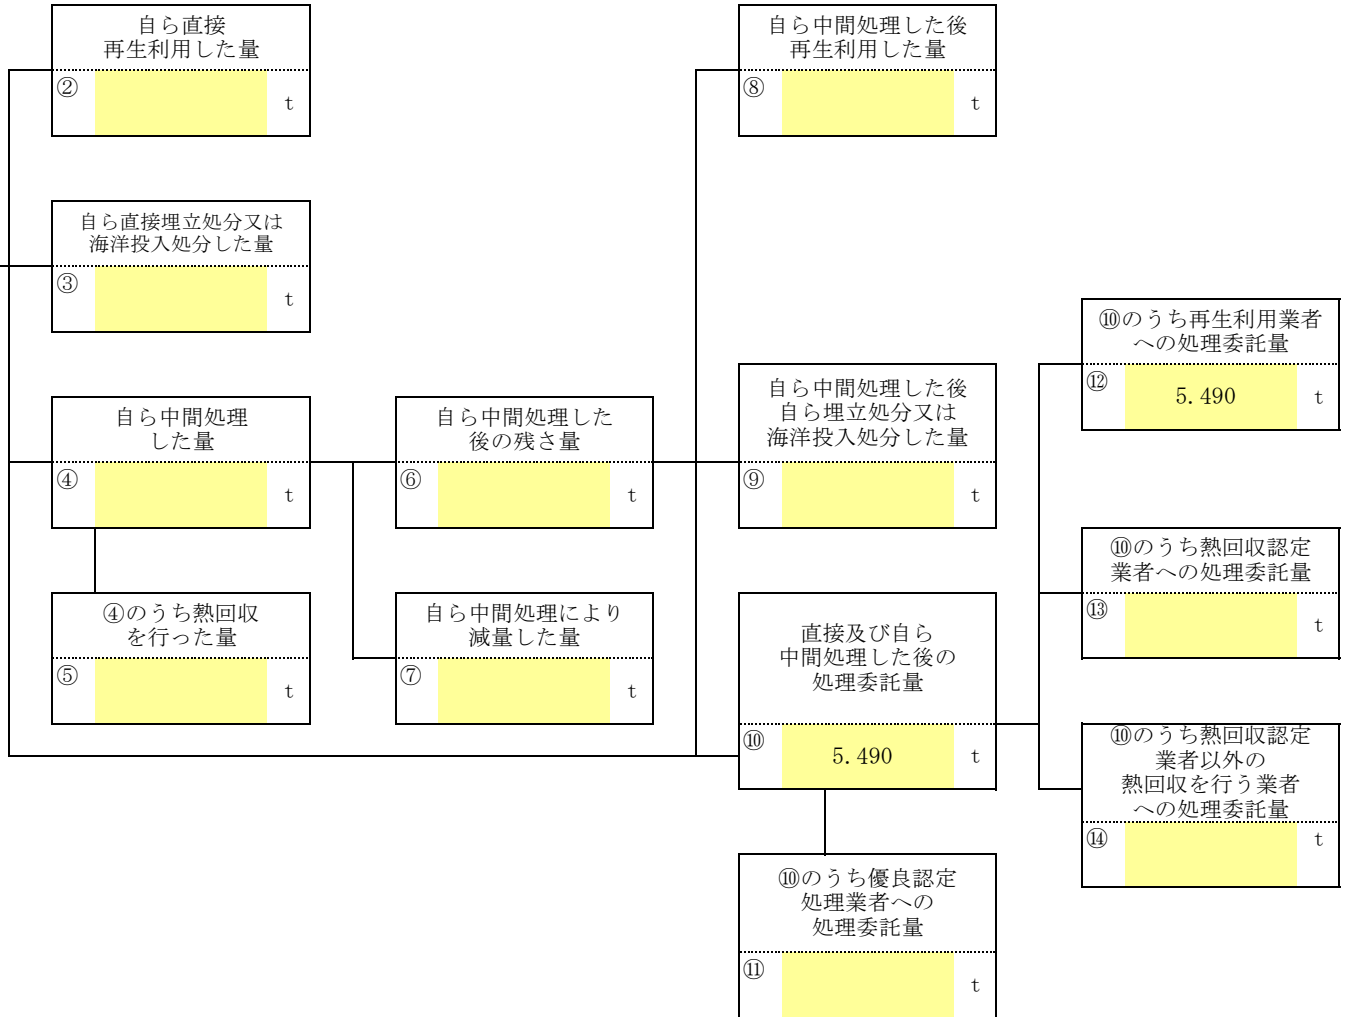 自ら直接
再生利用した量
②
t
自ら直接埋立処分又は
海洋投入処分した量
③
t
自ら中間処理
した量
④
t
④のうち熱回収
を行った量
⑤
t
自ら中間処理した
後の残さ量
⑥
t
自ら中間処理により
減量した量
⑦
t
自ら中間処理した後
再生利用した量
⑧
t
自ら中間処理した後
自ら埋立処分又は
海洋投入処分した量
⑨
t
直接及び自ら
中間処理した後の
処理委託量
⑩ 5.490 t
⑩のうち優良認定
処理業者への
処理委託量
⑪
t
⑩のうち再生利用業者
への処理委託量
⑫ 5.490 t
⑩のうち熱回収認定
業者への処理委託量
⑬
t
⑩のうち熱回収認定
業者以外の
熱回収を行う業者
への処理委託量
⑭
t